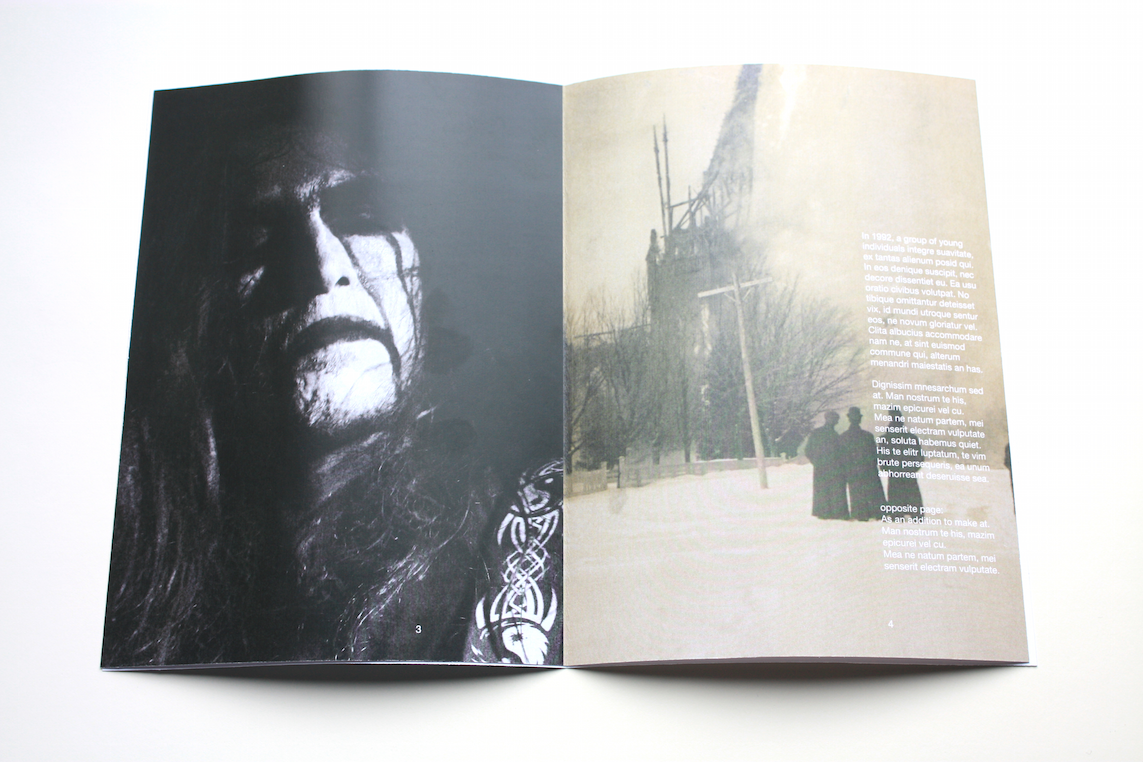 3
In 1992, a group of young
individuals integre suavitate,
ex tantas alienum posid qui.
In eos denique suscipit, nec
decore dissentiet eu. Ea usu
oratio civibus volutpat. No
tibique omittantur deteisset
vix, id mundi utroque sentur
eos, ne novum gloriatur vel.
Clita albucius accommodare
nam ne, at sint euismod
commune qui, alterum
menandri maiestatis an has.
Dignissim mnesarchum sed
at. Man nostrum te his,
mazim epicurei vel cu.
Mea ne natum partem, mei
senserit electram vulputate
an, soluta habemus quiet.
His te elitr luptatum, te vim
brute persequeris, ea unum
abhorreant deseruisse sea.
opposite page:
As an addition to make at.
Man nostrum te his, mazim
epicurei vel cu.
Mea ne natum partem, mei
senserit electram vulputate.
4